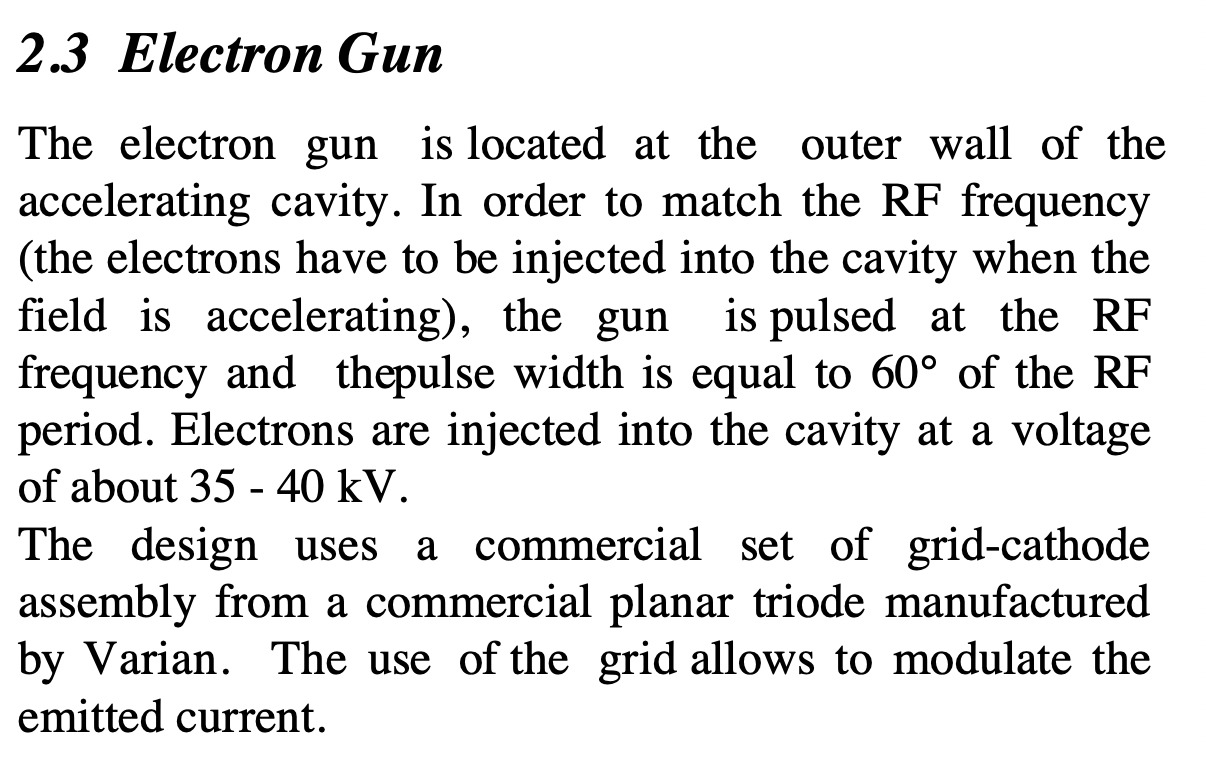 2.3 Electron Gun
The electron gun is located at the outer wall of the
accelerating cavity. In order to match the RF frequency
(the electrons have to be injected into the cavity when the
field is accelerating), the gun is pulsed at the RF
frequency and thepulse width is equal to 60° of the RF
period. Electrons are injected into the cavity at a voltage
of about 35 - 40 kV.
The design uses a commercial set of grid-cathode
assembly from a commercial planar triode manufactured
by Varian. The use of the grid allows to modulate the
emitted current.